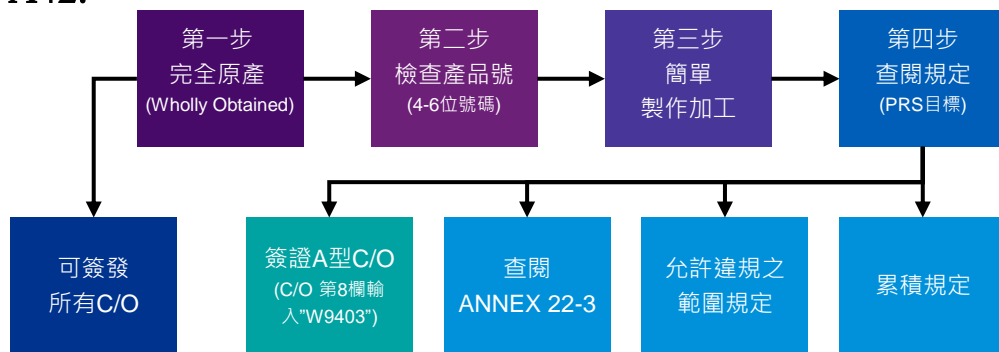 第一步
完全原產
(Wholly Obtained)
第二步
檢查產品號
(4-6位號碼)
第三步
簡單
製作加工
第四步
查閱規定
(PRS目標)
可簽發
所有C/O
簽證A型C/O
(C/O 第8欄輸
入"W9403")
查閱
ANNEX 22-3
允許違規之
範圍規定
累積規定